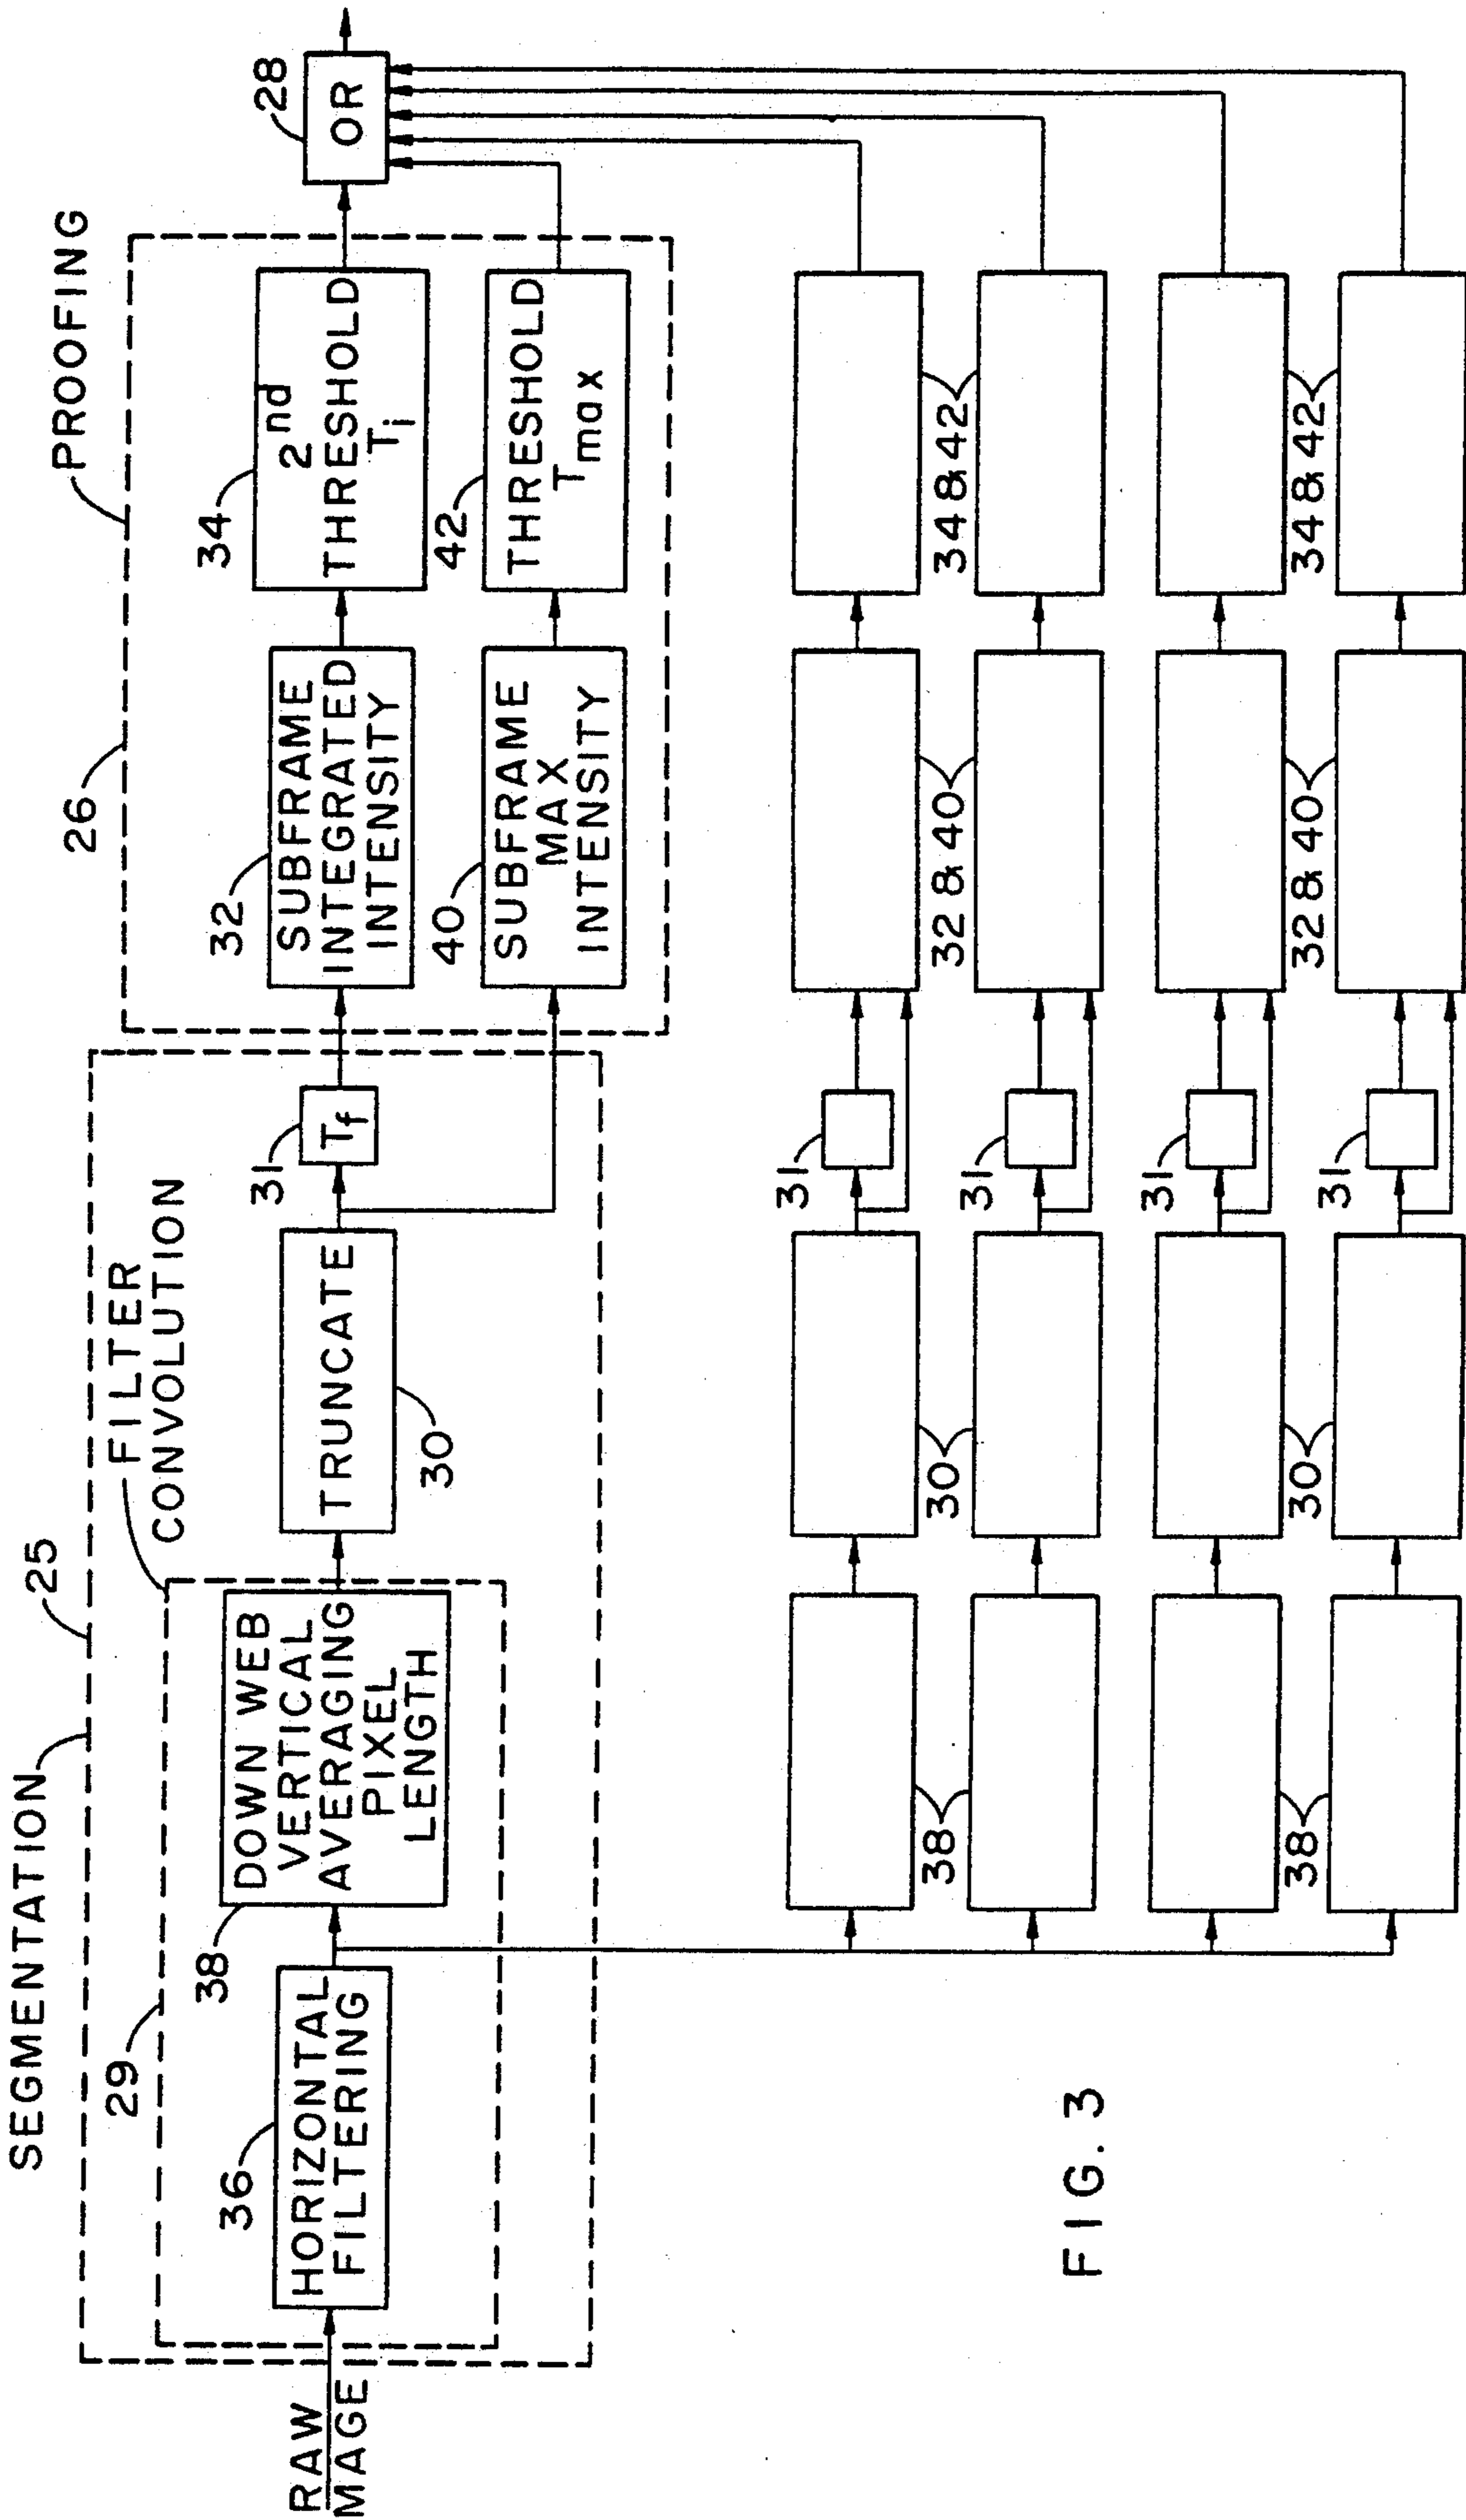 SEGMENTATION
25
FILTER
CONVOLUTION
29
26
PROOFING
RAW
IMAGE
36
HORIZONTAL
FILTERING
38
DOWN WEB
VERTICAL
AVERAGING
PIXEL
LENGTH
TRUNCATE
30
31
Tf
32
SUBFRAME
INTEGRATED
INTENSITY
34
2nd
THRESHOLD
Ti
40
SUBFRAME
MAX
INTENSITY
42
THRESHOLD
Tmax
28
OR
31
38
30
31
32 & 40
34 & 42
31
38
30
31
32 & 40
34 & 42
FIG. 3